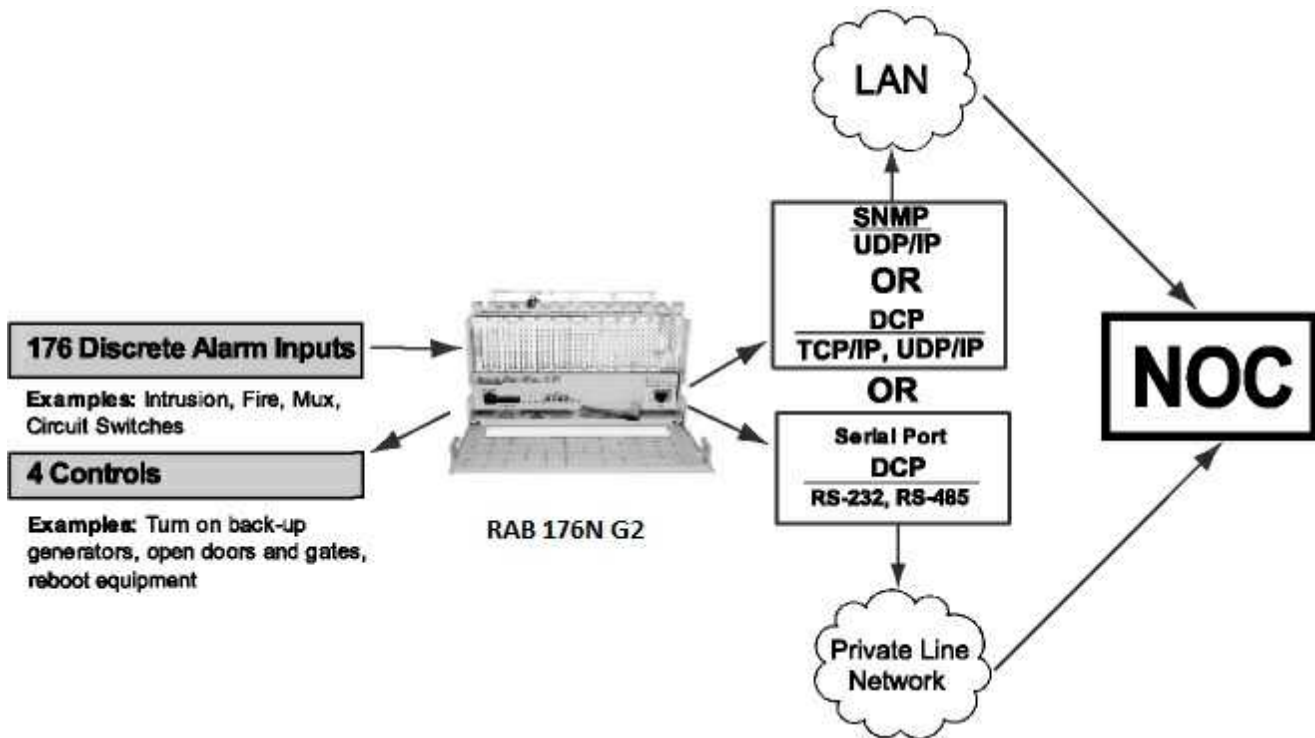 LAN
SNMP
UDP/IP
OR
DCP
TCP/IP, UDP/IP
OR
Serial Port
DCP
RS-232, RS-485
Private Line
Network
NOC
176 Discrete Alarm Inputs
Examples: Intrusion, Fire, Mux,
Circuit Switches
4 Controls
Examples: Turn on back-up
generators, open doors and gates,
reboot equipment
RAB 176N G2